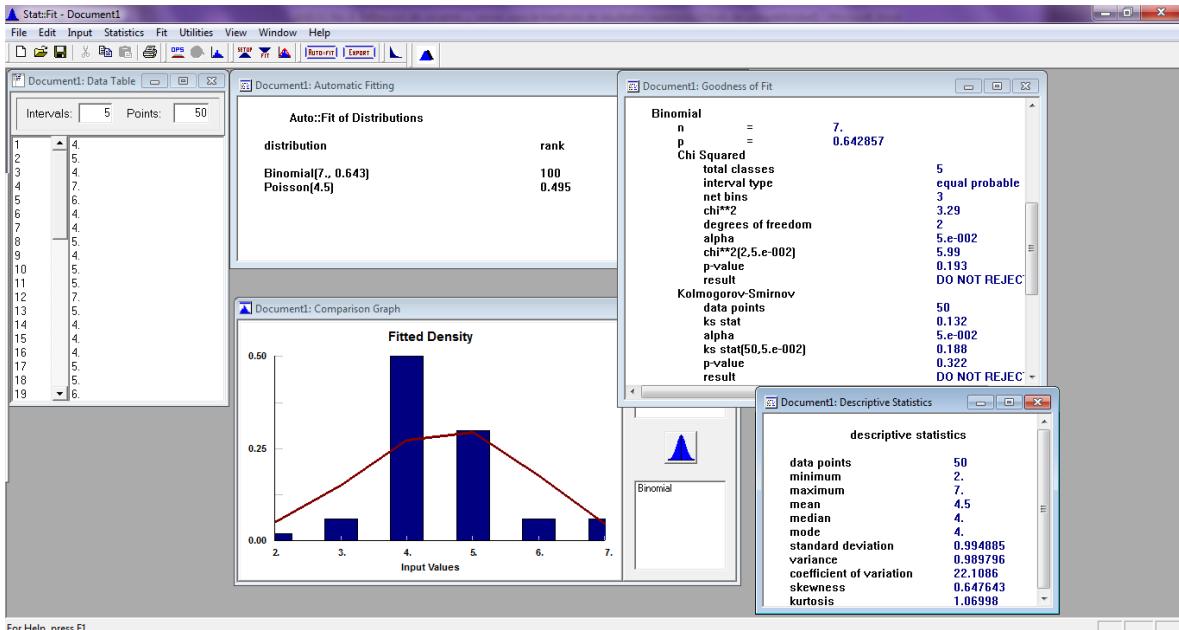 Stat::Fit - Document1
File Edit Input Statistics Fit Utilities View Window Help
DPS SETUP FIT AUTO::FIT EXPORT
Document1: Data Table
Intervals: 5 Points: 50
1 4.
2 5.
3 4.
4 7.
5 6.
6 4.
7 4.
8 5.
9 4.
10 5.
11 5.
12 7.
13 5.
14 4.
15 4.
16 4.
17 5.
18 5.
19 6.
Document1: Automatic Fitting
Auto::Fit of Distributions
distribution rank
Binomial(7., 0.643) 100
Poisson(4.5) 0.495
Document1: Comparison Graph
Fitted Density
0.50
0.25
0.00
2. 3. 4. 5. 6. 7.
Input Values
Binomial
Document1: Goodness of Fit
Binomial
n = 7.
p = 0.642857
Chi Squared
total classes 5
interval type equal probable
net bins 3
chi**2 3.29
degrees of freedom 2
alpha 5.e-002
chi**2(2,5.e-002) 5.99
p-value 0.193
result DO NOT REJEC
Kolmogorov-Smirnov
data points 50
ks stat 0.132
alpha 5.e-002
ks stat(50,5.e-002) 0.188
p-value 0.322
result DO NOT REJEC
Document1: Descriptive Statistics
descriptive statistics
data points 50
minimum 2.
maximum 7.
mean 4.5
median 4.
mode 4.
standard deviation 0.994885
variance 0.989796
coefficient of variation 22.1086
skewness 0.647643
kurtosis 1.06998
For Help, press F1